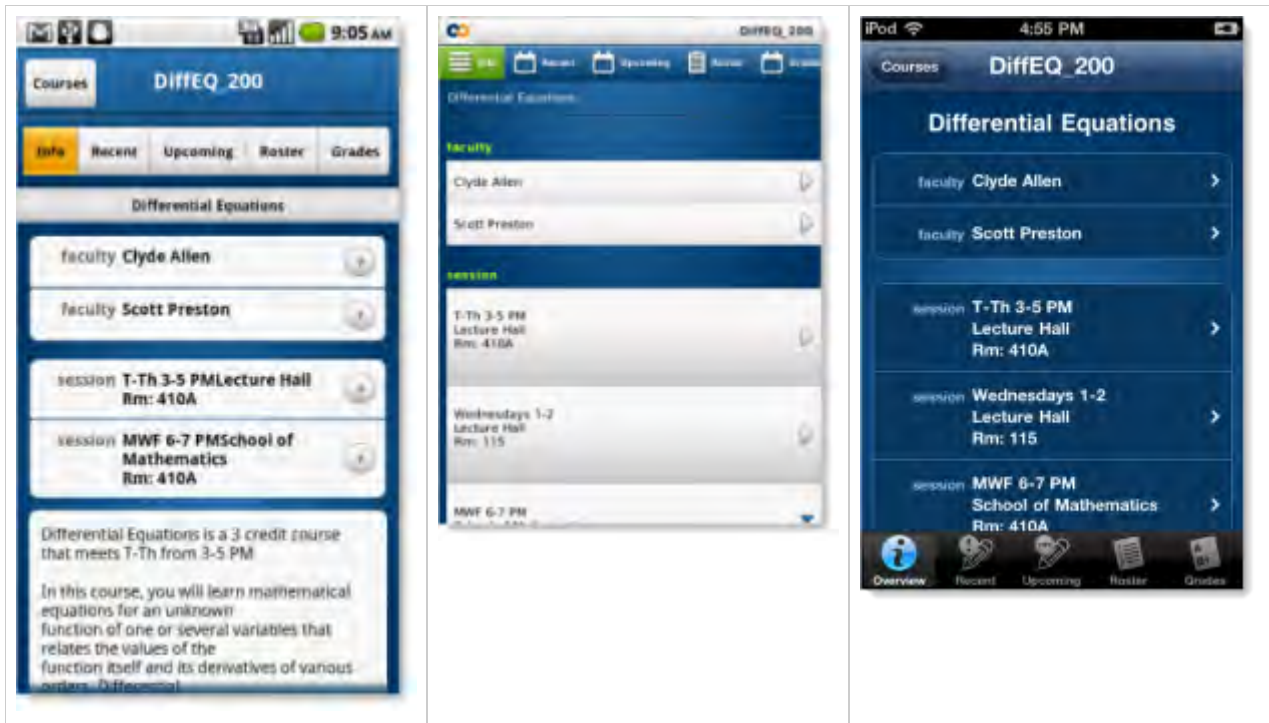 9:05 AM
Courses
DiffEQ_200
Info Recent Upcoming Roster Grades
Differential Equations
faculty Clyde Allen
faculty Scott Preston
session T-Th 3-5 PMLecture Hall
Rm: 410A
session MWF 6-7 PMSchool of
Mathematics
Rm: 410A
Differential Equations is a 3 credit course
that meets T-Th from 3-5 PM
In this course, you will learn mathematical
equations for an unknown
function of one or several variables that
relates the values of the
function itself and its derivatives of various
orders. Differential
DiffEQ_200
Info Recent Upcoming Roster Grades
Differential Equations
faculty
Clyde Allen
Scott Preston
session
T-Th 3-5 PM
Lecture Hall
Rm: 410A
Wednesdays 1-2
Lecture Hall
Rm: 115
MWF 6-7 PM
iPod 4:55 PM
Courses
DiffEQ_200
Differential Equations
faculty Clyde Allen
faculty Scott Preston
session T-Th 3-5 PM
Lecture Hall
Rm: 410A
session Wednesdays 1-2
Lecture Hall
Rm: 115
session MWF 6-7 PM
School of Mathematics
Rm: 410A
Overview Recent Upcoming Roster Grades